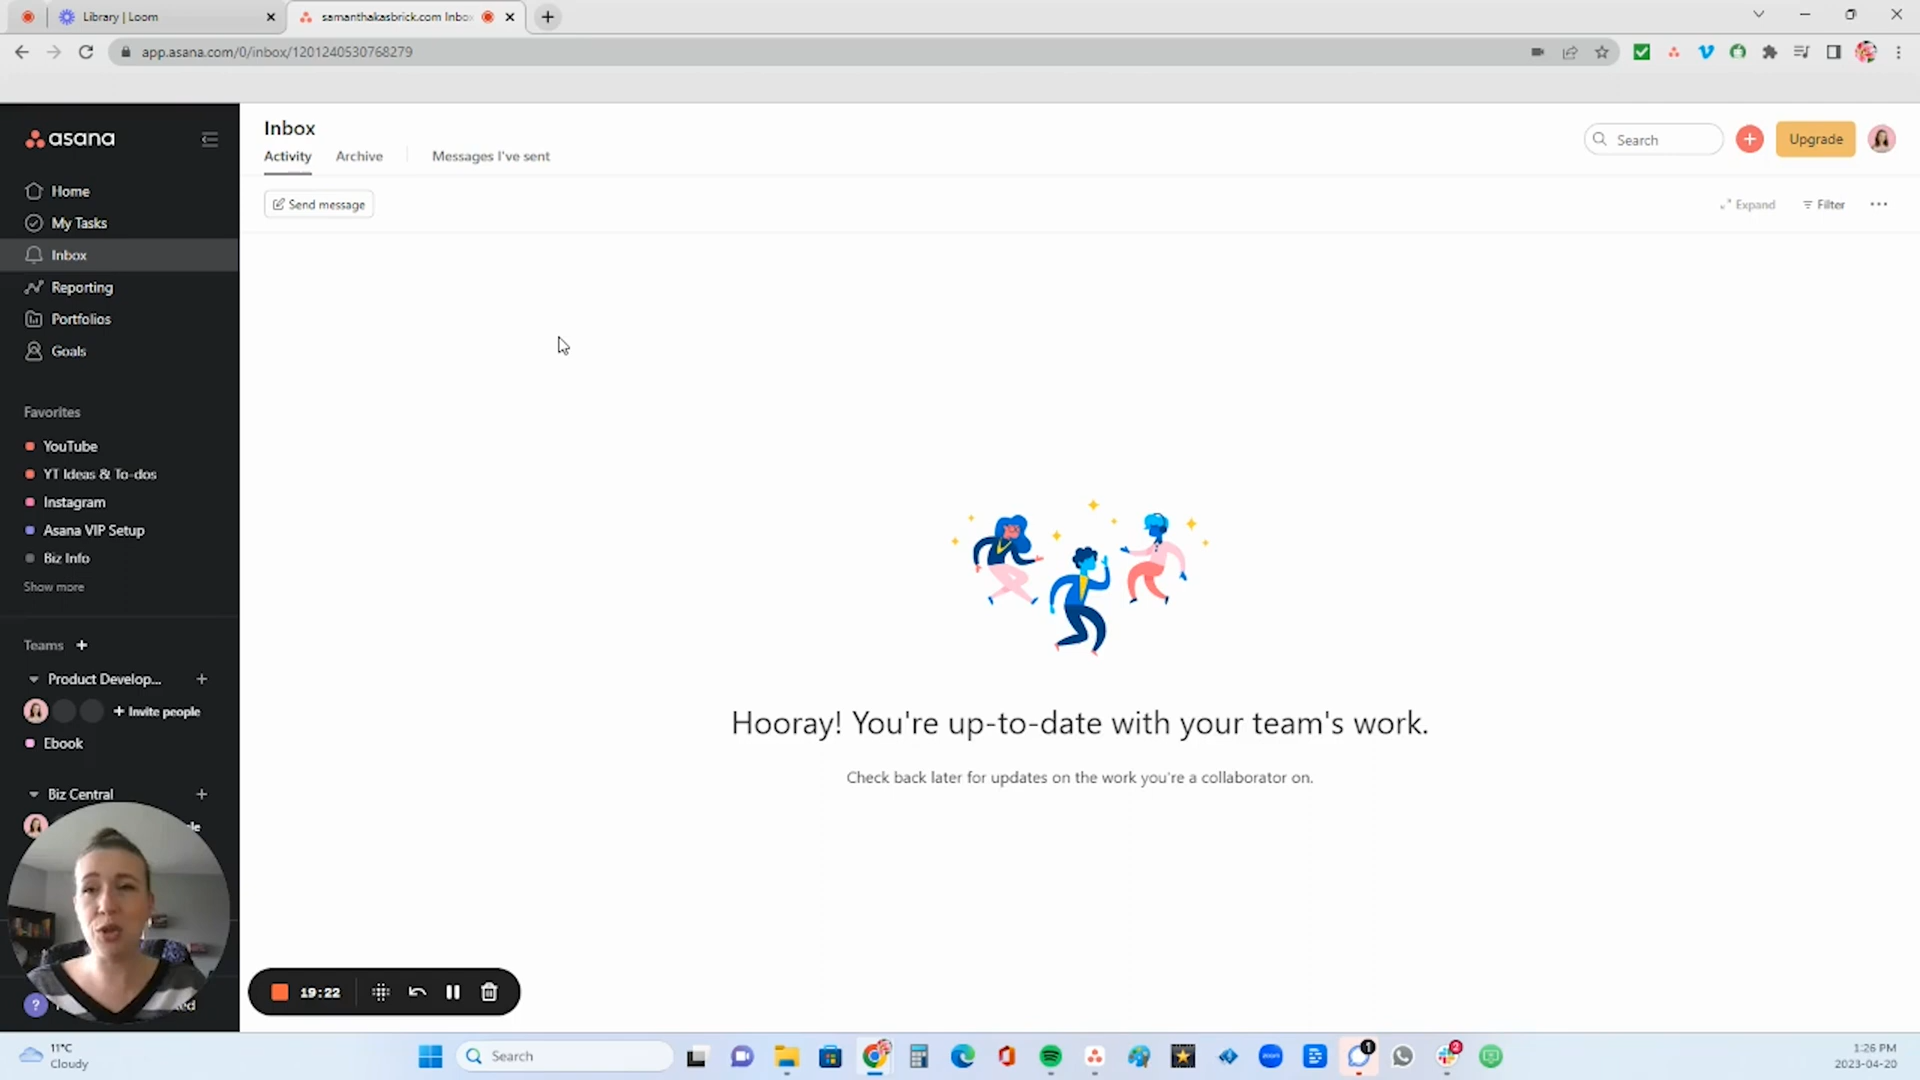 Library | Loom
samanthakasbrick.com Inbo
app.asana.com/0/inbox/1201240530768279
asana
Home
My Tasks
Inbox
Reporting
Portfolios
Goals
Favorites
YouTube
YT Ideas & To-dos
Instagram
Asana VIP Setup
Biz Info
Show more
Teams
Product Develop...
Invite people
Ebook
Biz Central
Inbox
Activity
Archive
Messages I've sent
Search
Upgrade
Send message
Expand
Filter
Hooray! You're up-to-date with your team's work.
Check back later for updates on the work you're a collaborator on.
19:22
11°C
Cloudy
Search
zoom
1
2
1:26 PM
2023-04-20